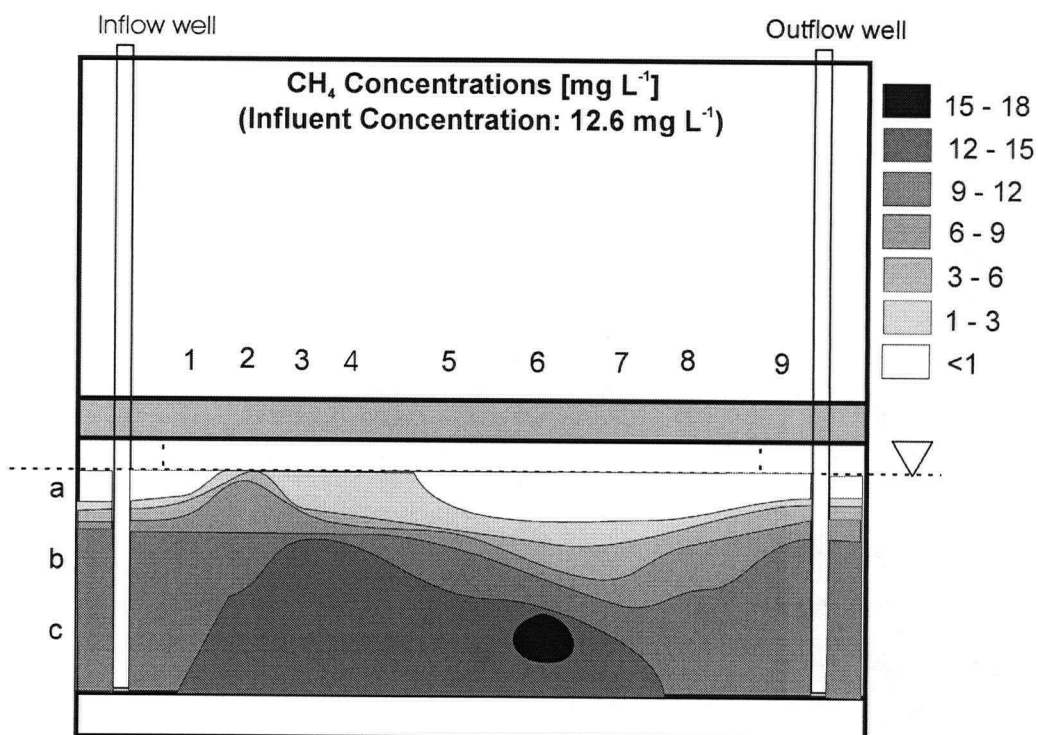 Inflow well
Outflow well
CH₄ Concentrations [mg L⁻¹]
(Influent Concentration: 12.6 mg L⁻¹)
15 - 18
12 - 15
9 - 12
6 - 9
3 - 6
1 - 3
<1
1 2 3 4 5 6 7 8 9
a
b
c